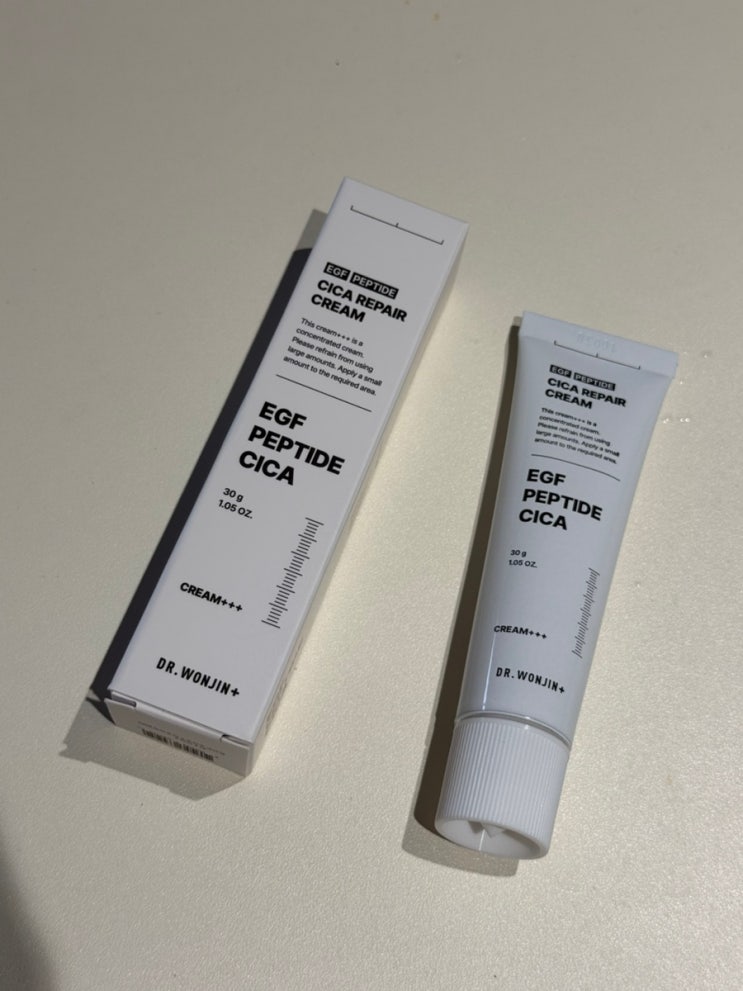 EGF PEPTIDE
CICA REPAIR
CREAM
This cream+++ is a
concentrated cream.
Please refrain from using
large amounts. Apply a small
amount to the required area.
EGF
PEPTIDE
CICA
30 g
1.05 OZ.
CREAM+++
DR.WONJIN+
EGF PEPTIDE
CICA REPAIR
CREAM
This cream+++ is a
concentrated cream.
Please refrain from using
large amounts. Apply a small
amount to the required area.
EGF
PEPTIDE
CICA
30 g
1.05 OZ.
CREAM+++
DR.WONJIN+